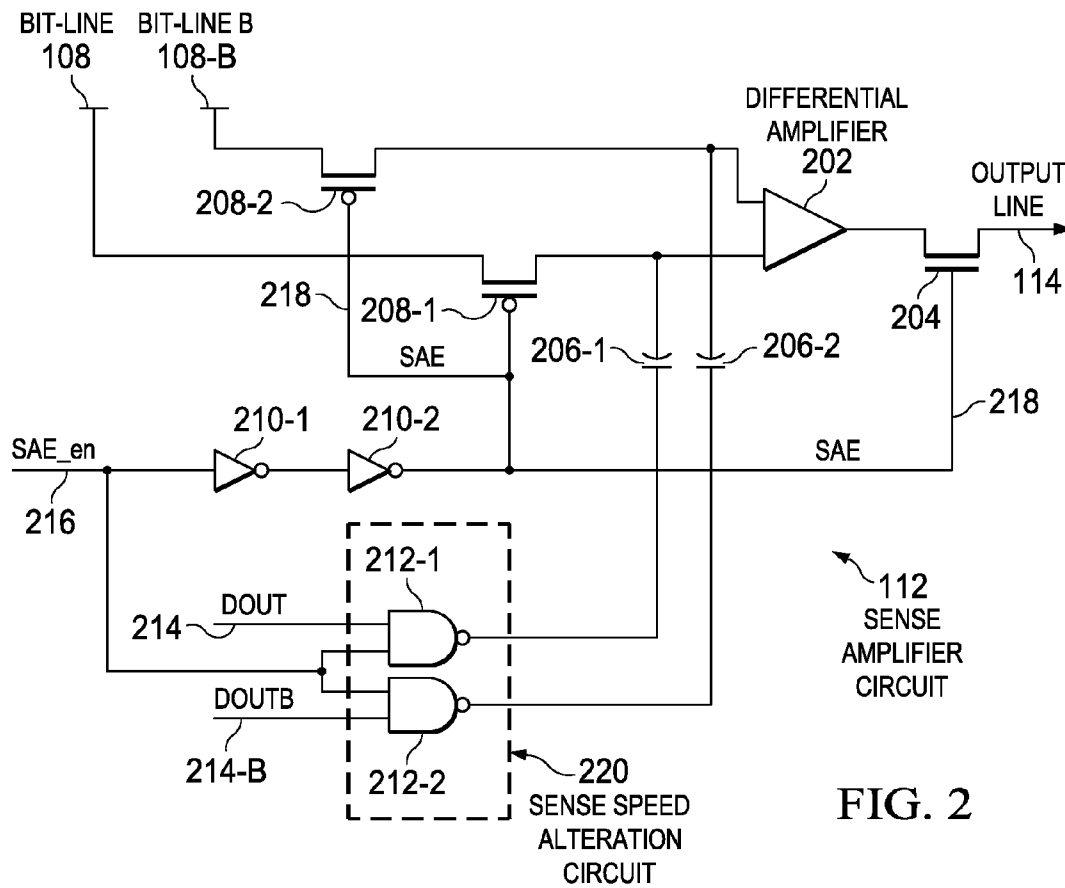 BIT-LINE
108
BIT-LINE B
108-B
DIFFERENTIAL
AMPLIFIER
202
OUTPUT
LINE
114
208-2
218
208-1
204
206-1
206-2
SAE
218
210-1
210-2
SAE_en
216
SAE
212-1
DOUT
214
DOUTB
214-B
212-2
112
SENSE
AMPLIFIER
CIRCUIT
220
SENSE SPEED
ALTERATION
CIRCUIT
FIG. 2